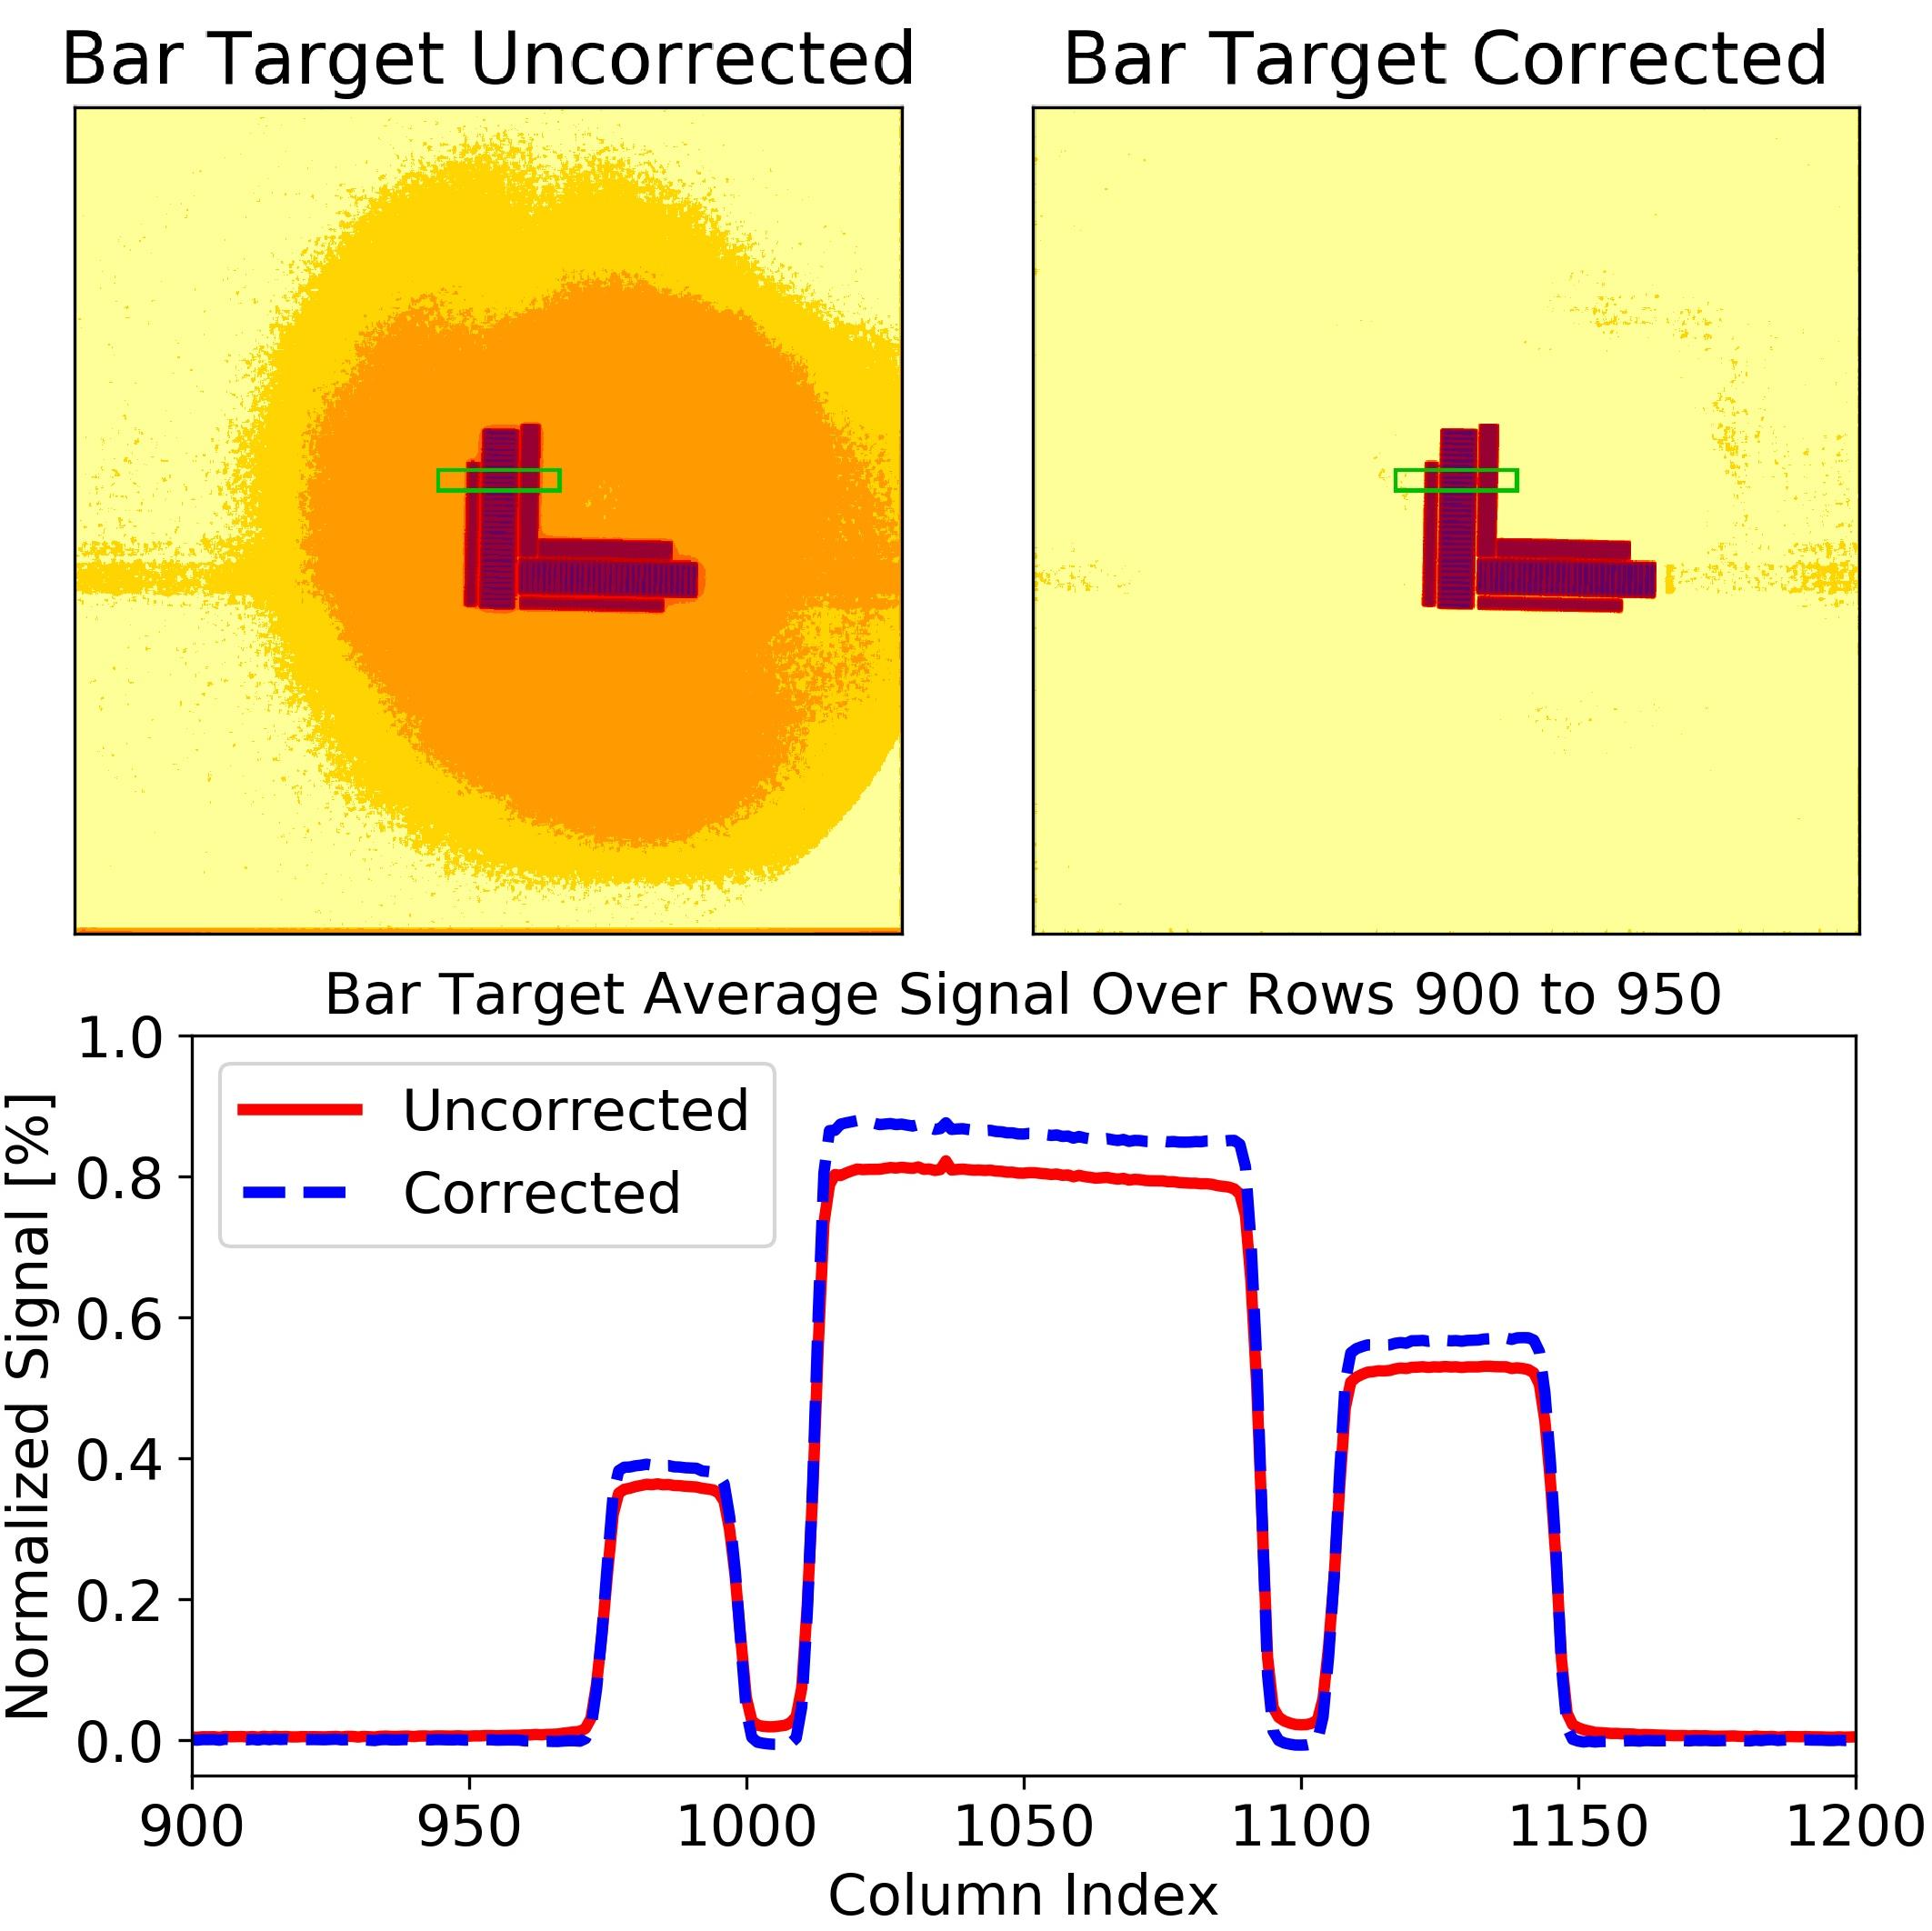 Bar Target Uncorrected
Bar Target Corrected
Bar Target Average Signal Over Rows 900 to 950
Normalized Signal [%]
1.0
0.8
0.6
0.4
0.2
0.0
Uncorrected
Corrected
900 950 1000 1050 1100 1150 1200
Column Index